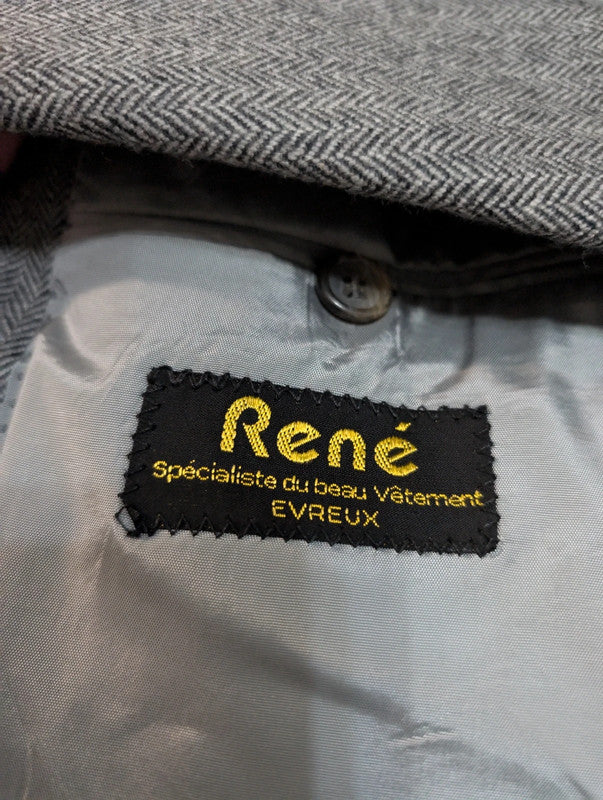 René
Spécialiste du beau Vêtement
EVREUX